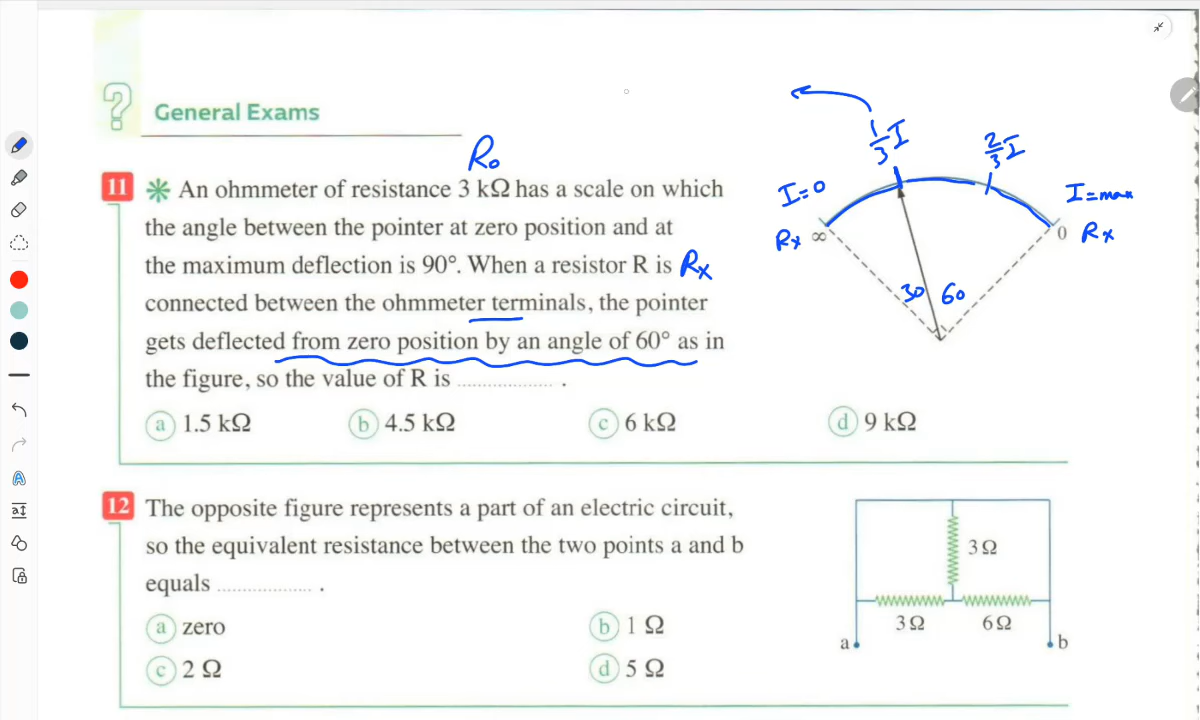 ?
General Exams
R₀
11 ✳ An ohmmeter of resistance 3 kΩ has a scale on which
the angle between the pointer at zero position and at
the maximum deflection is 90°. When a resistor R is Rx
connected between the ohmmeter terminals, the pointer
gets deflected from zero position by an angle of 60° as in
the figure, so the value of R is .................... .
a 1.5 kΩ b 4.5 kΩ c 6 kΩ d 9 kΩ
1/3 I
2/3 I
I=0
I=max
Rx ∞
0 Rx
30 60
12 The opposite figure represents a part of an electric circuit,
so the equivalent resistance between the two points a and b
equals .................... .
a zero b 1 Ω
c 2 Ω d 5 Ω
3 Ω
3 Ω 6 Ω
a b